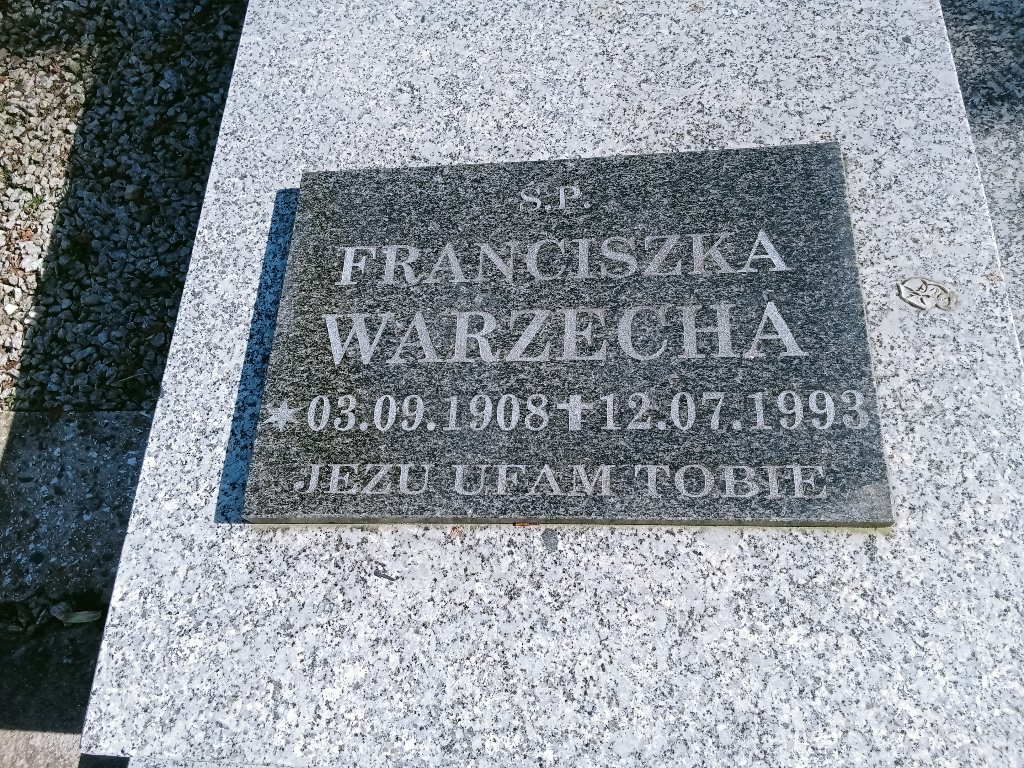 Ś.P.
FRANCISZKA
WARZECHA
★03.09.1908✝12.07.1993
JEZU UFAM TOBIE